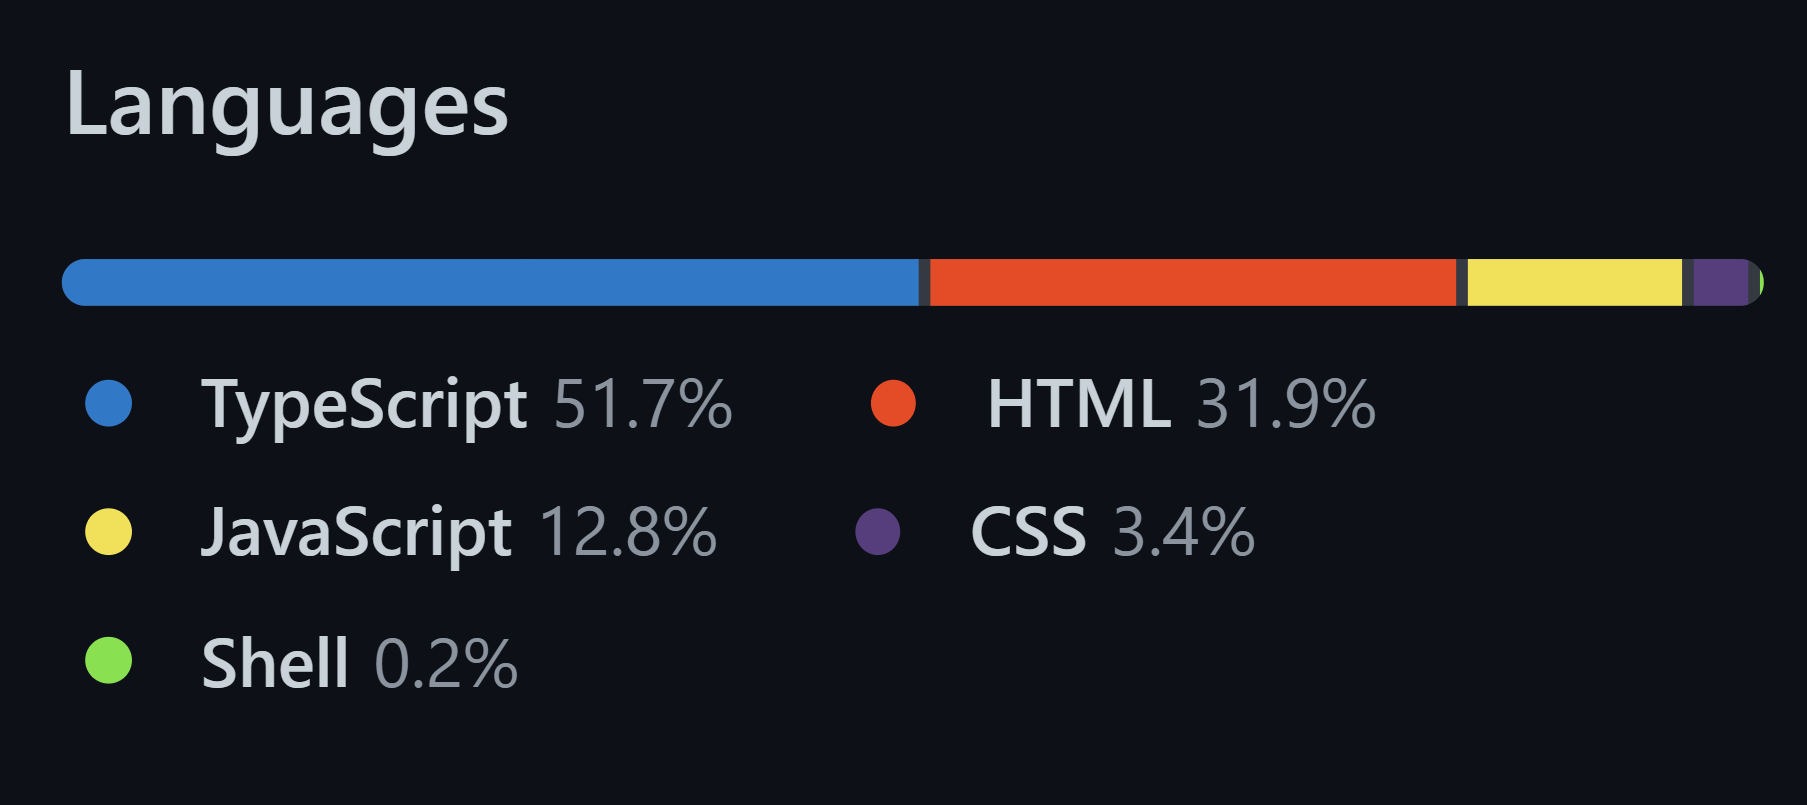 Languages
TypeScript 51.7% HTML 31.9%
JavaScript 12.8% CSS 3.4%
Shell 0.2%